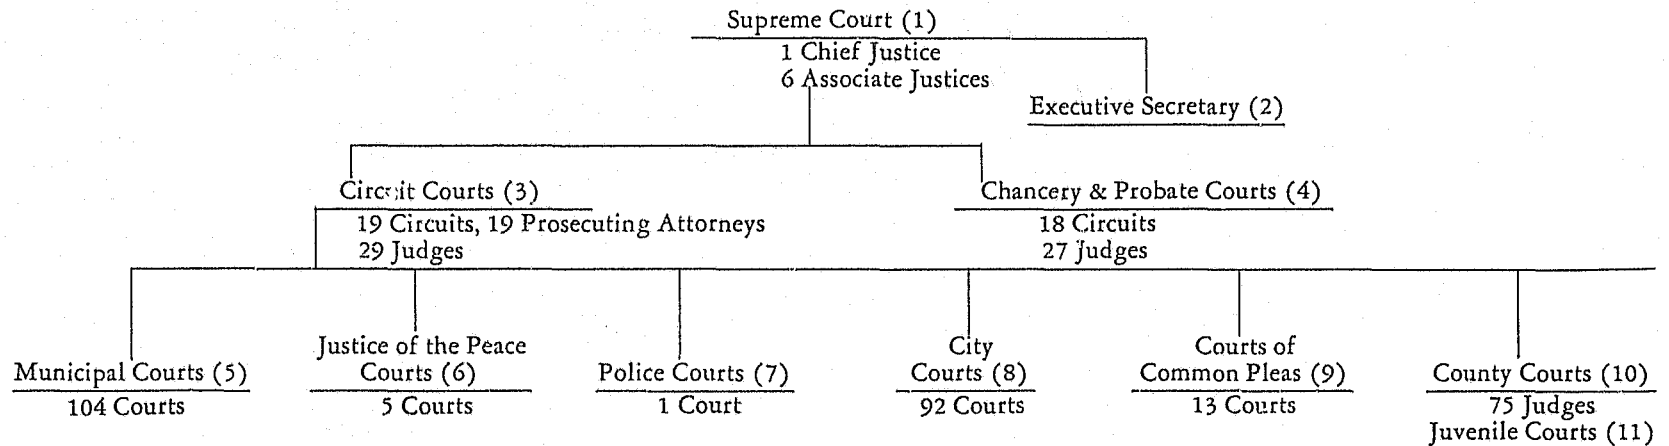 Supreme Court (1)
1 Chief Justice
6 Associate Justices
Executive Secretary (2)
Circuit Courts (3)
19 Circuits, 19 Prosecuting Attorneys
29 Judges
Chancery & Probate Courts (4)
18 Circuits
27 Judges
Municipal Courts (5)
104 Courts
Justice of the Peace
Courts (6)
5 Courts
Police Courts (7)
1 Court
City
Courts (8)
92 Courts
Courts of
Common Pleas (9)
13 Courts
County Courts (10)
75 Judges
Juvenile Courts (11)